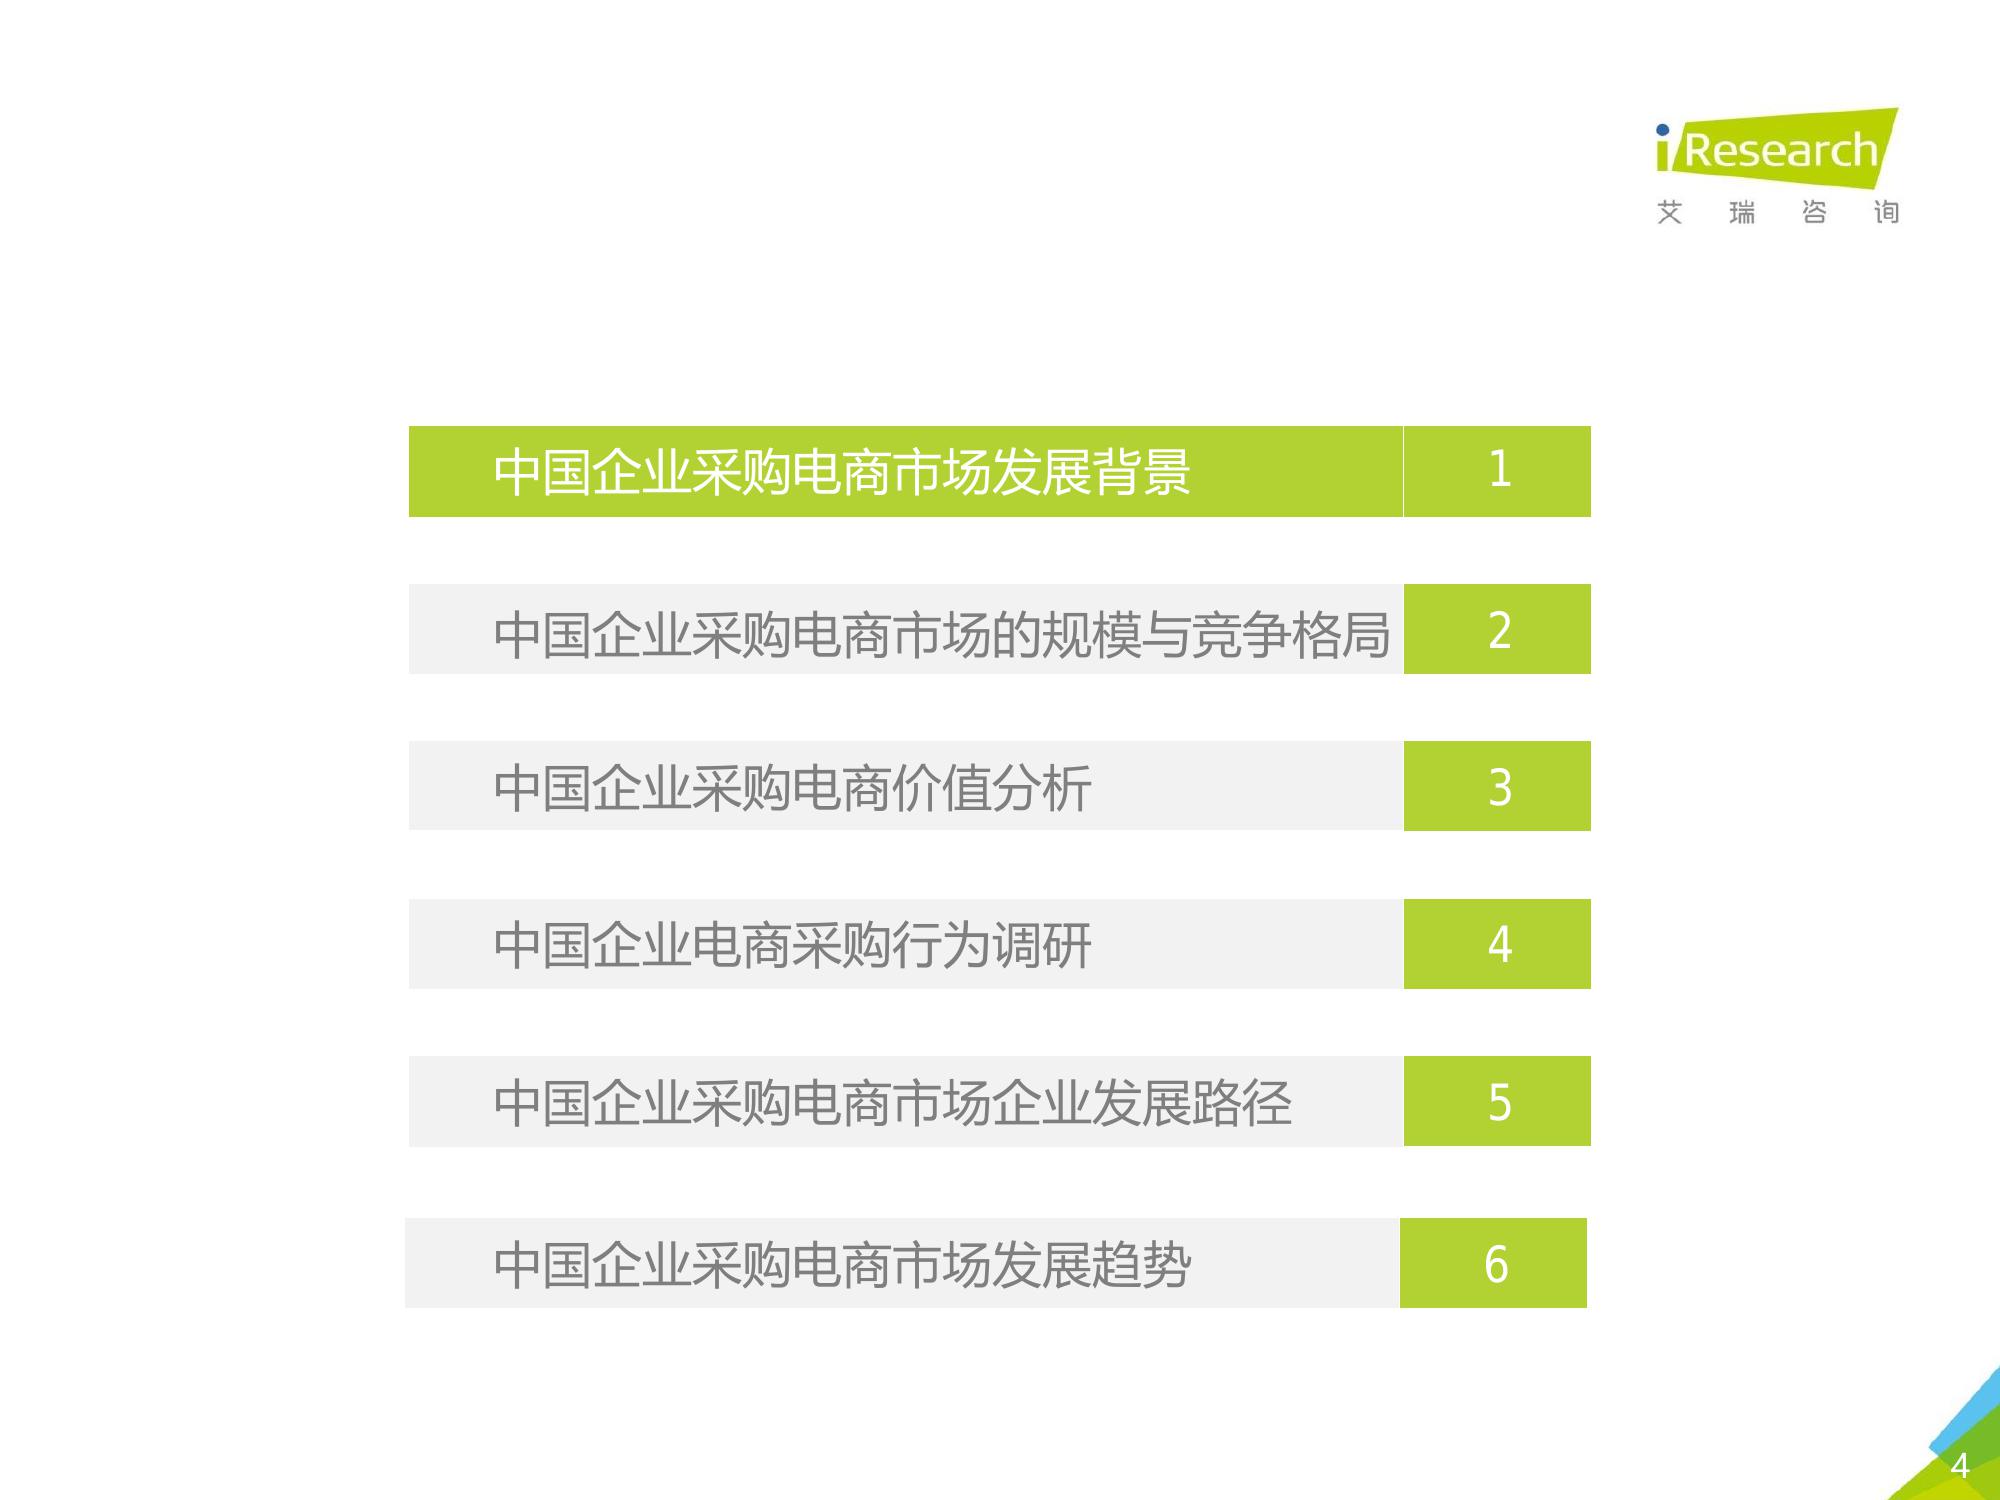 iResearch
艾瑞咨询
中国企业采购电商市场发展背景 1
中国企业采购电商市场的规模与竞争格局 2
中国企业采购电商价值分析 3
中国企业电商采购行为调研 4
中国企业采购电商市场企业发展路径 5
中国企业采购电商市场发展趋势 6
4